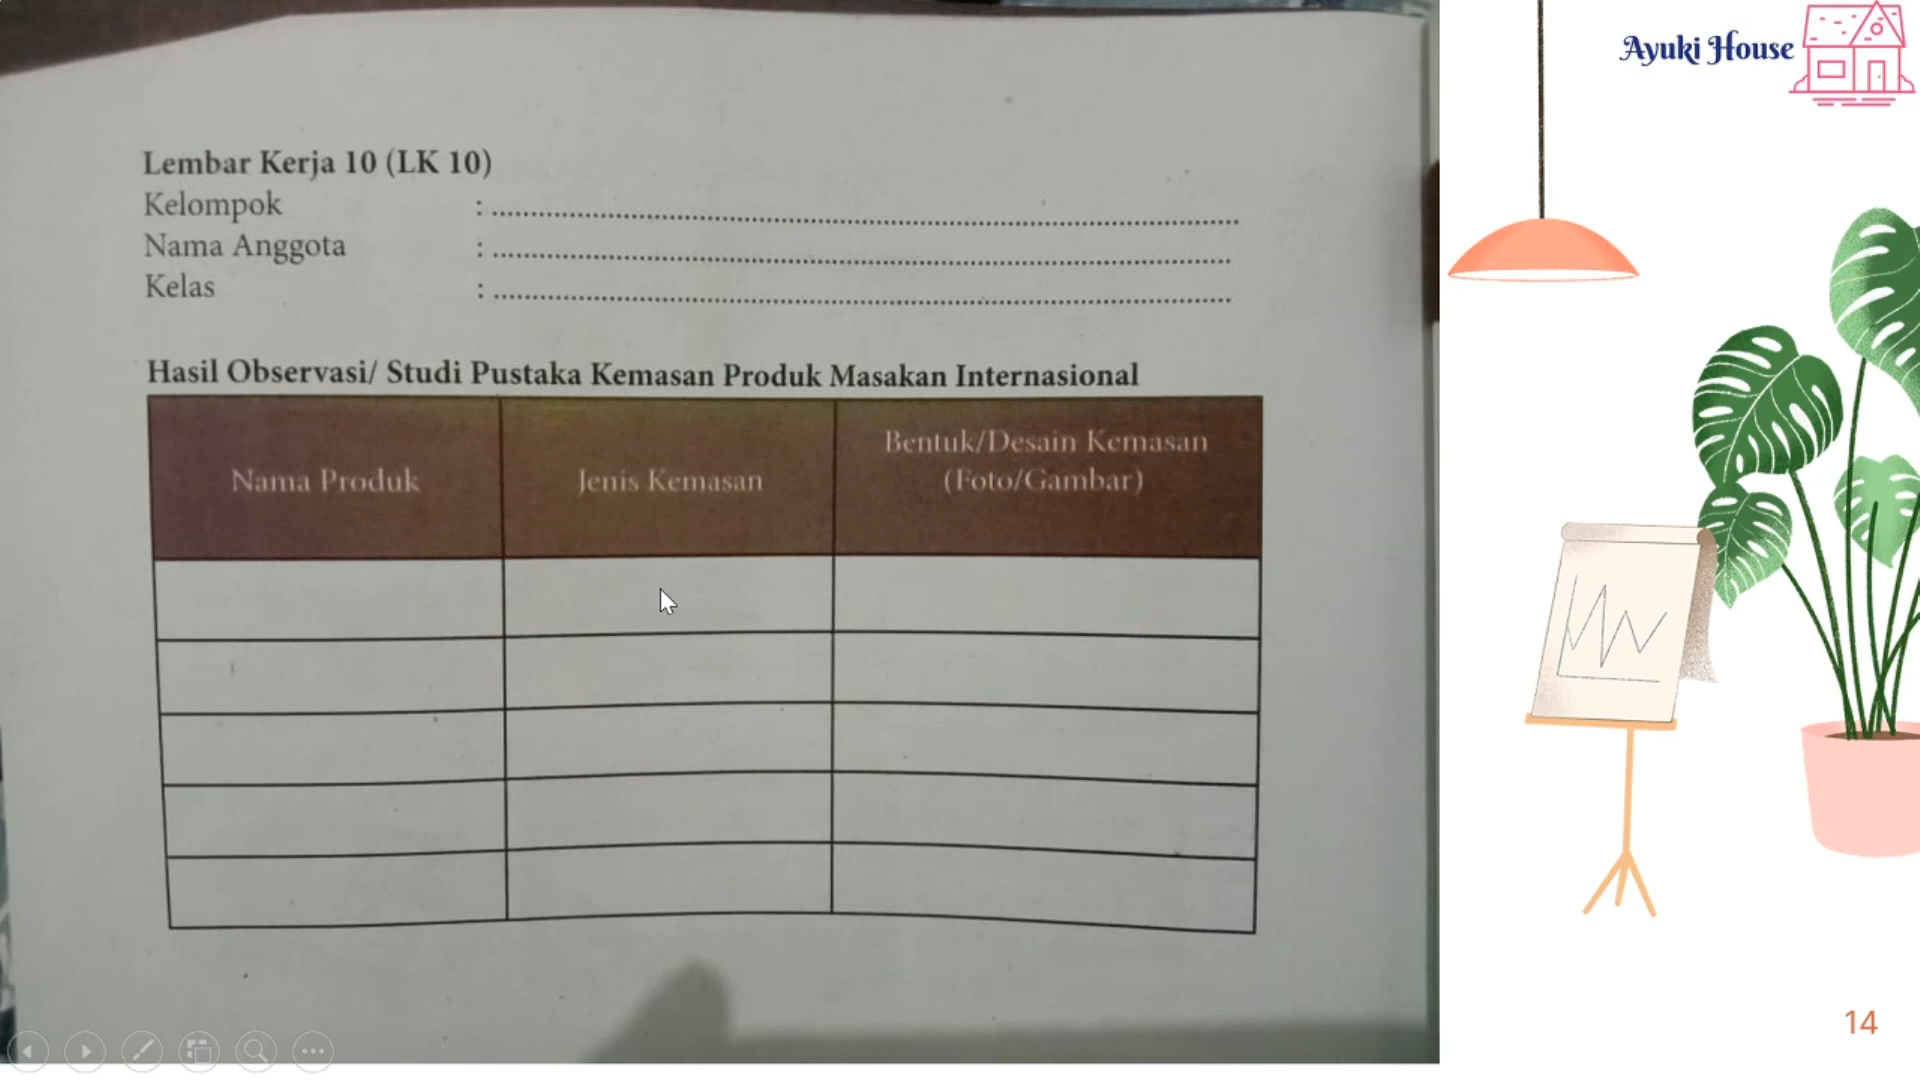 Ayuki House
Lembar Kerja 10 (LK 10)
Kelompok : ........................................................................
Nama Anggota : ........................................................................
Kelas : ........................................................................
Hasil Observasi/ Studi Pustaka Kemasan Produk Masakan Internasional
Nama Produk
Jenis Kemasan
Bentuk/Desain Kemasan
(Foto/Gambar)
14